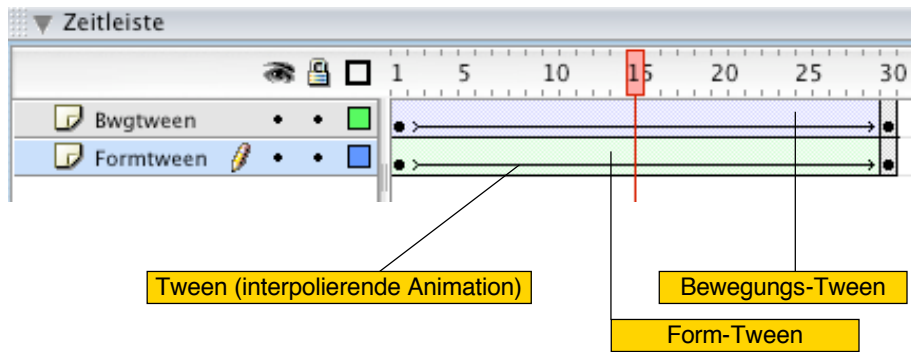 Zeitleiste
1 5 10 15 20 25 30
Bwgtween
Formtween
Tween (interpolierende Animation)
Bewegungs-Tween
Form-Tween